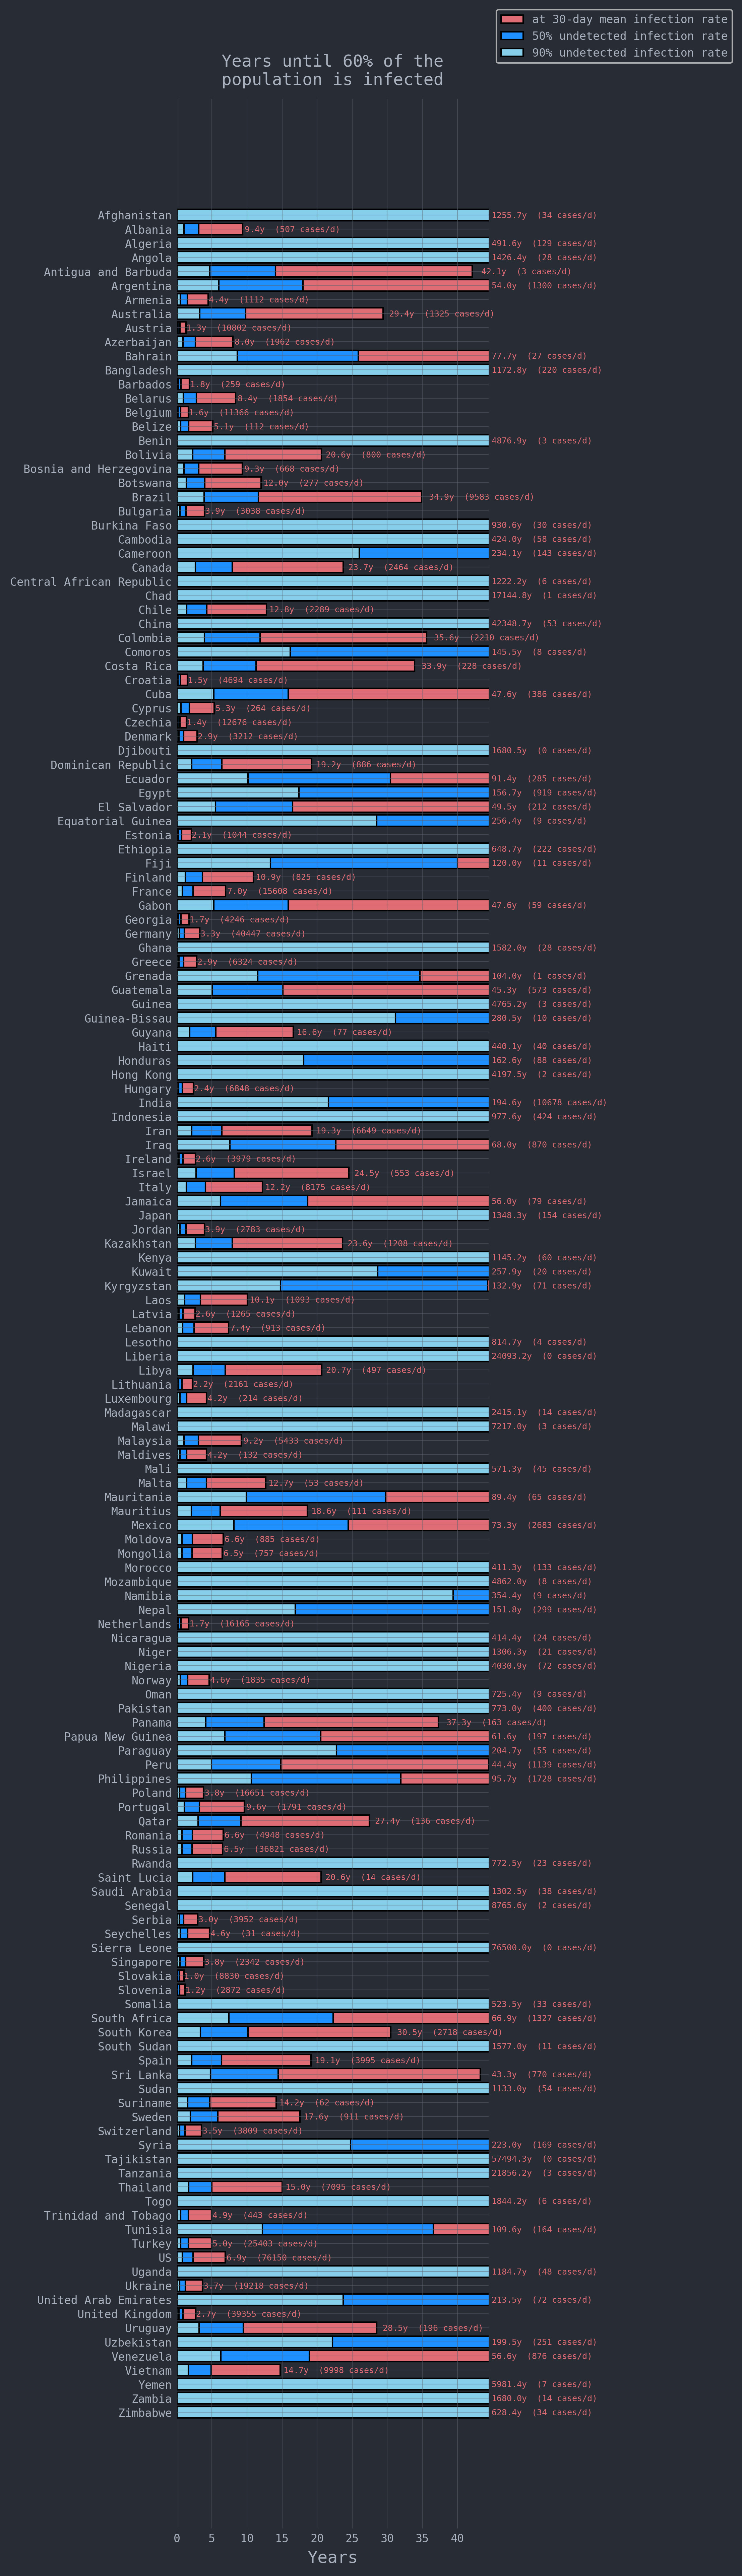 at 30-day mean infection rate
50% undetected infection rate
90% undetected infection rate
Years until 60% of the
population is infected
Afghanistan 1255.7y (34 cases/d)
Albania 9.4y (507 cases/d)
Algeria 491.6y (129 cases/d)
Angola 1426.4y (28 cases/d)
Antigua and Barbuda 42.1y (3 cases/d)
Argentina 54.0y (1300 cases/d)
Armenia 4.4y (1112 cases/d)
Australia 29.4y (1325 cases/d)
Austria 1.3y (10802 cases/d)
Azerbaijan 8.0y (1962 cases/d)
Bahrain 77.7y (27 cases/d)
Bangladesh 1172.8y (220 cases/d)
Barbados 1.8y (259 cases/d)
Belarus 8.4y (1854 cases/d)
Belgium 1.6y (11366 cases/d)
Belize 5.1y (112 cases/d)
Benin 4876.9y (3 cases/d)
Bolivia 20.6y (800 cases/d)
Bosnia and Herzegovina 9.3y (668 cases/d)
Botswana 12.0y (277 cases/d)
Brazil 34.9y (9583 cases/d)
Bulgaria 3.9y (3038 cases/d)
Burkina Faso 930.6y (30 cases/d)
Cambodia 424.0y (58 cases/d)
Cameroon 234.1y (143 cases/d)
Canada 23.7y (2464 cases/d)
Central African Republic 1222.2y (6 cases/d)
Chad 17144.8y (1 cases/d)
Chile 12.8y (2289 cases/d)
China 42348.7y (53 cases/d)
Colombia 35.6y (2210 cases/d)
Comoros 145.5y (8 cases/d)
Costa Rica 33.9y (228 cases/d)
Croatia 1.5y (4694 cases/d)
Cuba 47.6y (386 cases/d)
Cyprus 5.3y (264 cases/d)
Czechia 1.4y (12676 cases/d)
Denmark 2.9y (3212 cases/d)
Djibouti 1680.5y (0 cases/d)
Dominican Republic 19.2y (886 cases/d)
Ecuador 91.4y (285 cases/d)
Egypt 156.7y (919 cases/d)
El Salvador 49.5y (212 cases/d)
Equatorial Guinea 256.4y (9 cases/d)
Estonia 2.1y (1044 cases/d)
Ethiopia 648.7y (222 cases/d)
Fiji 120.0y (11 cases/d)
Finland 10.9y (825 cases/d)
France 7.0y (15608 cases/d)
Gabon 47.6y (59 cases/d)
Georgia 1.7y (4246 cases/d)
Germany 3.3y (40447 cases/d)
Ghana 1582.0y (28 cases/d)
Greece 2.9y (6324 cases/d)
Grenada 104.0y (1 cases/d)
Guatemala 45.3y (573 cases/d)
Guinea 4765.2y (3 cases/d)
Guinea-Bissau 280.5y (10 cases/d)
Guyana 16.6y (77 cases/d)
Haiti 440.1y (40 cases/d)
Honduras 162.6y (88 cases/d)
Hong Kong 4197.5y (2 cases/d)
Hungary 2.4y (6848 cases/d)
India 194.6y (10678 cases/d)
Indonesia 977.6y (424 cases/d)
Iran 19.3y (6649 cases/d)
Iraq 68.0y (870 cases/d)
Ireland 2.6y (3979 cases/d)
Israel 24.5y (553 cases/d)
Italy 12.2y (8175 cases/d)
Jamaica 56.0y (79 cases/d)
Japan 1348.3y (154 cases/d)
Jordan 3.9y (2783 cases/d)
Kazakhstan 23.6y (1208 cases/d)
Kenya 1145.2y (60 cases/d)
Kuwait 257.9y (20 cases/d)
Kyrgyzstan 132.9y (71 cases/d)
Laos 10.1y (1093 cases/d)
Latvia 2.6y (1265 cases/d)
Lebanon 7.4y (913 cases/d)
Lesotho 814.7y (4 cases/d)
Liberia 24093.2y (0 cases/d)
Libya 20.7y (497 cases/d)
Lithuania 2.2y (2161 cases/d)
Luxembourg 4.2y (214 cases/d)
Madagascar 2415.1y (14 cases/d)
Malawi 7217.0y (3 cases/d)
Malaysia 9.2y (5433 cases/d)
Maldives 4.2y (132 cases/d)
Mali 571.3y (45 cases/d)
Malta 12.7y (53 cases/d)
Mauritania 89.4y (65 cases/d)
Mauritius 18.6y (111 cases/d)
Mexico 73.3y (2683 cases/d)
Moldova 6.6y (885 cases/d)
Mongolia 6.5y (757 cases/d)
Morocco 411.3y (133 cases/d)
Mozambique 4862.0y (8 cases/d)
Namibia 354.4y (9 cases/d)
Nepal 151.8y (299 cases/d)
Netherlands 1.7y (16165 cases/d)
Nicaragua 414.4y (24 cases/d)
Niger 1306.3y (21 cases/d)
Nigeria 4030.9y (72 cases/d)
Norway 4.6y (1835 cases/d)
Oman 725.4y (9 cases/d)
Pakistan 773.0y (400 cases/d)
Panama 37.3y (163 cases/d)
Papua New Guinea 61.6y (197 cases/d)
Paraguay 204.7y (55 cases/d)
Peru 44.4y (1139 cases/d)
Philippines 95.7y (1728 cases/d)
Poland 3.8y (16651 cases/d)
Portugal 9.6y (1791 cases/d)
Qatar 27.4y (136 cases/d)
Romania 6.6y (4948 cases/d)
Russia 6.5y (36821 cases/d)
Rwanda 772.5y (23 cases/d)
Saint Lucia 20.6y (14 cases/d)
Saudi Arabia 1302.5y (38 cases/d)
Senegal 8765.6y (2 cases/d)
Serbia 3.0y (3952 cases/d)
Seychelles 4.6y (31 cases/d)
Sierra Leone 76500.0y (0 cases/d)
Singapore 3.8y (2342 cases/d)
Slovakia 1.0y (8830 cases/d)
Slovenia 1.2y (2872 cases/d)
Somalia 523.5y (33 cases/d)
South Africa 66.9y (1327 cases/d)
South Korea 30.5y (2718 cases/d)
South Sudan 1577.0y (11 cases/d)
Spain 19.1y (3995 cases/d)
Sri Lanka 43.3y (770 cases/d)
Sudan 1133.0y (54 cases/d)
Suriname 14.2y (62 cases/d)
Sweden 17.6y (911 cases/d)
Switzerland 3.5y (3809 cases/d)
Syria 223.0y (169 cases/d)
Tajikistan 57494.3y (0 cases/d)
Tanzania 21856.2y (3 cases/d)
Thailand 15.0y (7095 cases/d)
Togo 1844.2y (6 cases/d)
Trinidad and Tobago 4.9y (443 cases/d)
Tunisia 109.6y (164 cases/d)
Turkey 5.0y (25403 cases/d)
US 6.9y (76150 cases/d)
Uganda 1184.7y (48 cases/d)
Ukraine 3.7y (19218 cases/d)
United Arab Emirates 213.5y (72 cases/d)
United Kingdom 2.7y (39355 cases/d)
Uruguay 28.5y (196 cases/d)
Uzbekistan 199.5y (251 cases/d)
Venezuela 56.6y (876 cases/d)
Vietnam 14.7y (9998 cases/d)
Yemen 5981.4y (7 cases/d)
Zambia 1680.0y (14 cases/d)
Zimbabwe 628.4y (34 cases/d)
0 5 10 15 20 25 30 35 40
Years